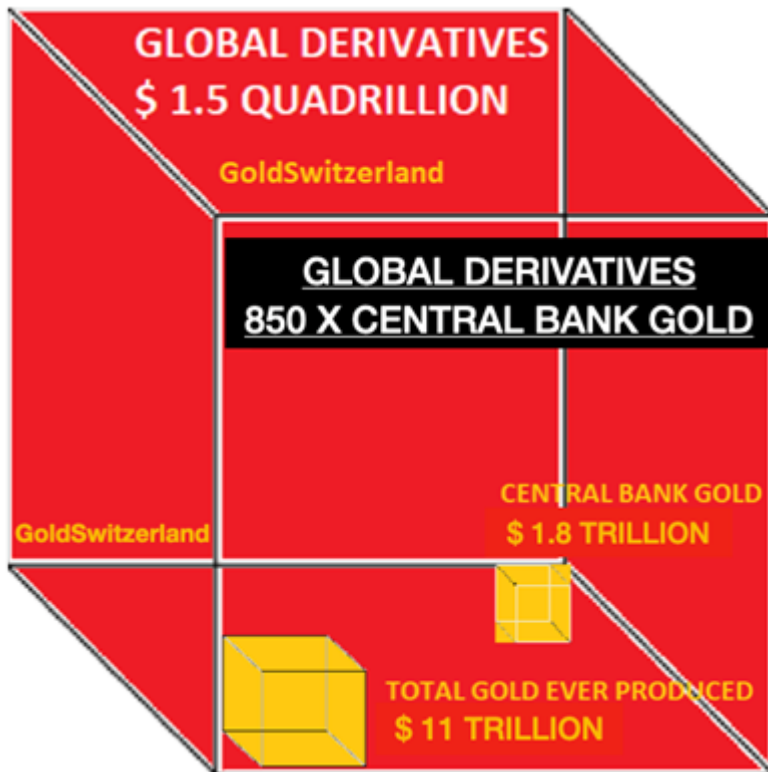 GLOBAL DERIVATIVES
$ 1.5 QUADRILLION
GoldSwitzerland
GLOBAL DERIVATIVES
850 X CENTRAL BANK GOLD
CENTRAL BANK GOLD
$ 1.8 TRILLION
GoldSwitzerland
TOTAL GOLD EVER PRODUCED
$ 11 TRILLION